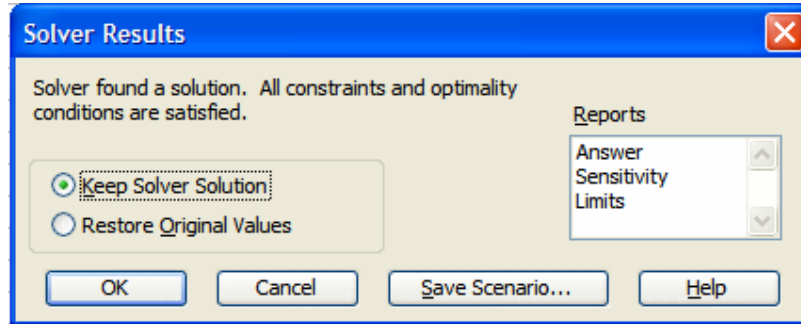 Solver Results
Solver found a solution. All constraints and optimality
conditions are satisfied.
Reports
Answer
Sensitivity
Limits
Keep Solver Solution
Restore Original Values
OK
Cancel
Save Scenario...
Help